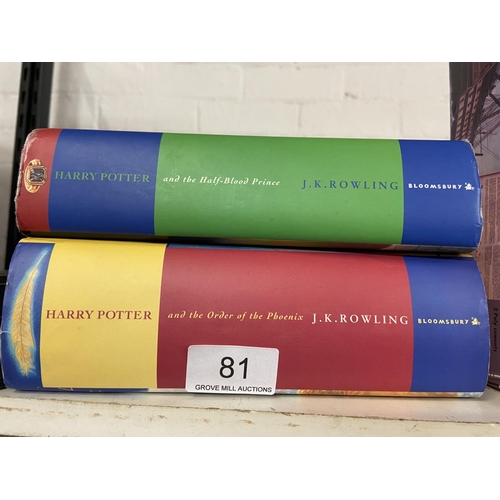 HARRY POTTER and the Half-Blood Prince J.K.ROWLING BLOOMSBURY
HARRY POTTER and the Order of the Phoenix J.K.ROWLING BLOOMSBURY
81
GROVE MILL AUCTIONS